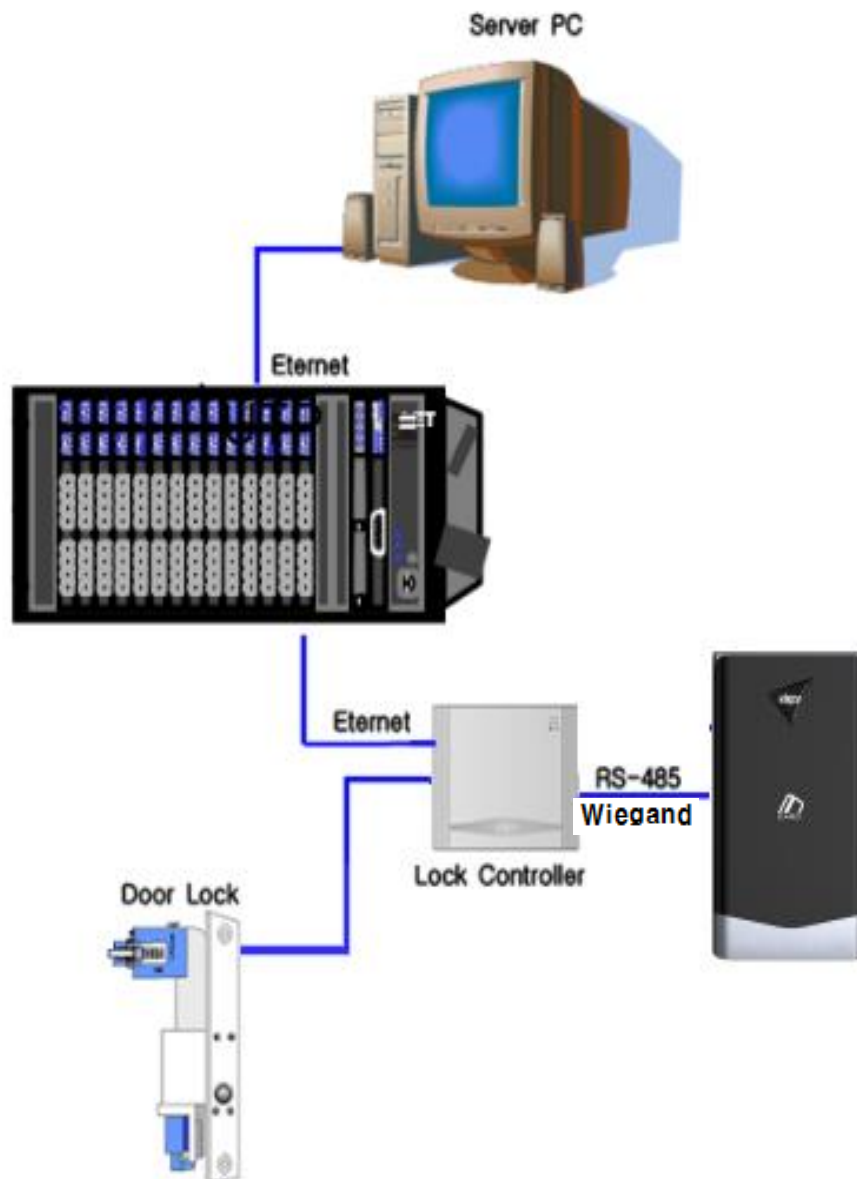 Server PC
Eternet
Eternet
RS-485
Wiegand
Lock Controller
Door Lock